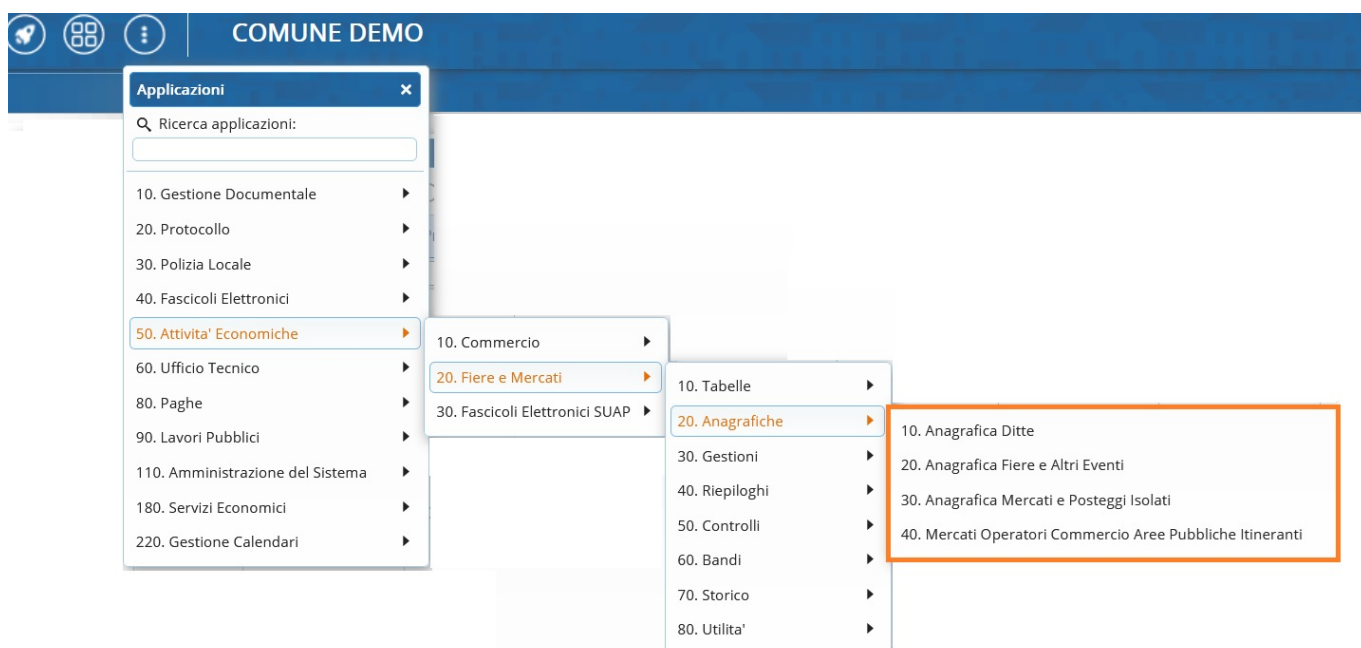 COMUNE DEMO
Applicazioni
Ricerca applicazioni:
10. Gestione Documentale
20. Protocollo
30. Polizia Locale
40. Fascicoli Elettronici
50. Attivita' Economiche
60. Ufficio Tecnico
80. Paghe
90. Lavori Pubblici
110. Amministrazione del Sistema
180. Servizi Economici
220. Gestione Calendari
10. Commercio
20. Fiere e Mercati
30. Fascicoli Elettronici SUAP
10. Tabelle
20. Anagrafiche
30. Gestioni
40. Riepiloghi
50. Controlli
60. Bandi
70. Storico
80. Utilita'
10. Anagrafica Ditte
20. Anagrafica Fiere e Altri Eventi
30. Anagrafica Mercati e Posteggi Isolati
40. Mercati Operatori Commercio Aree Pubbliche Itineranti